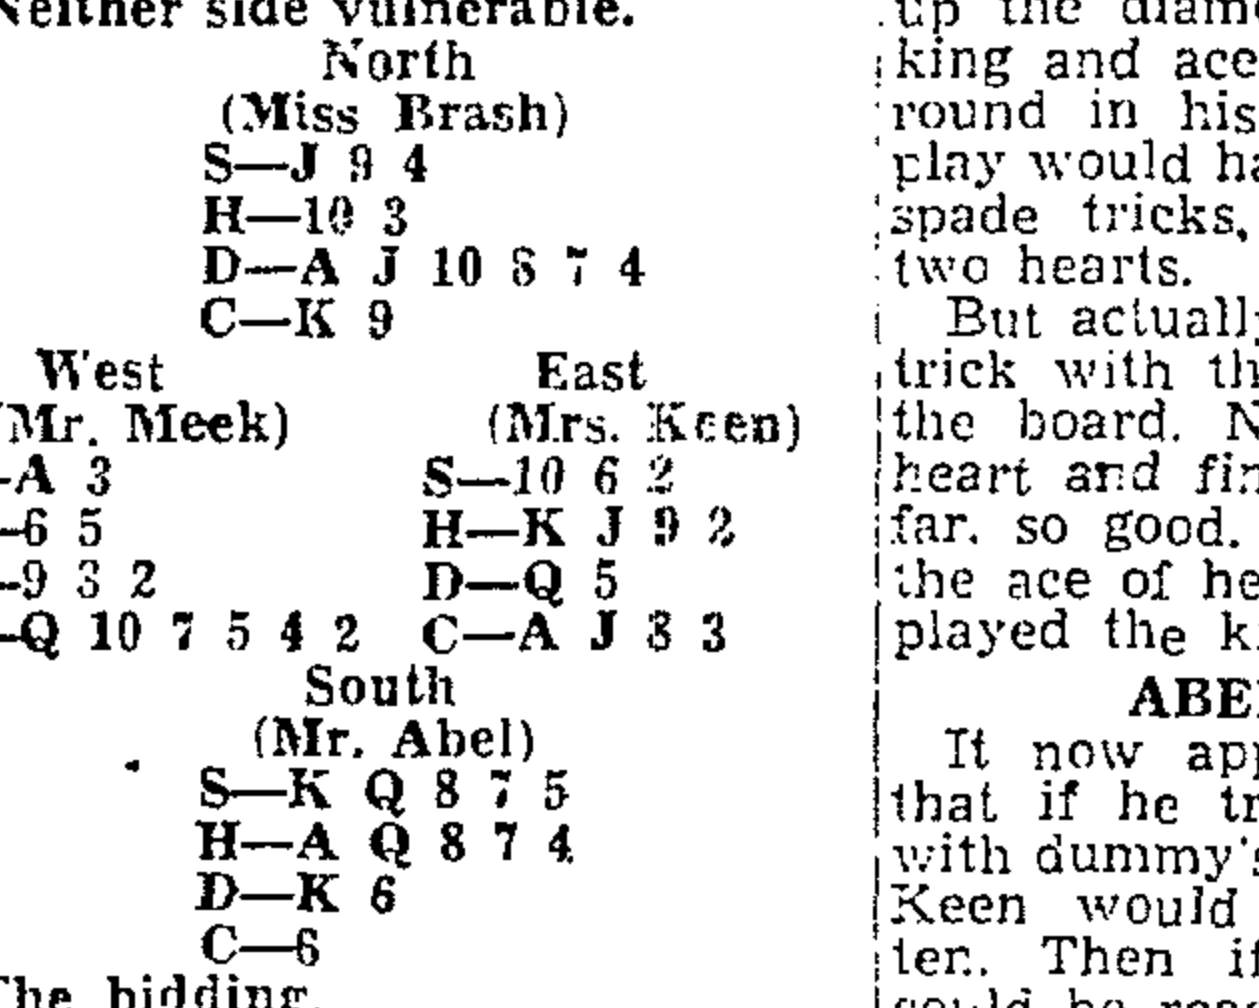 Neither side vulnerable.
North
(Miss Brash)
S—J 9 4
H—10 3
D—A J 10 8 7 4
C—K 9
West East
(Mr. Meek) (Mrs. Keen)
—A 3 S—10 6 2
—6 5 H—K J 9 2
—9 3 2 D—Q 5
—Q 10 7 5 4 2 C—A J 8 3
South
(Mr. Abel)
S—K Q 8 7 5
H—A Q 8 7 4
D—K 6
C—6
The bidding.
up the diam
king and ace
round in his
play would ha
spade tricks,
two hearts.
But actuall
trick with th
the board. N
heart and fin
far. so good.
the ace of he
played the k
ABE
It now app
that if he tr
with dummy's
Keen would
ter. Then if
could be